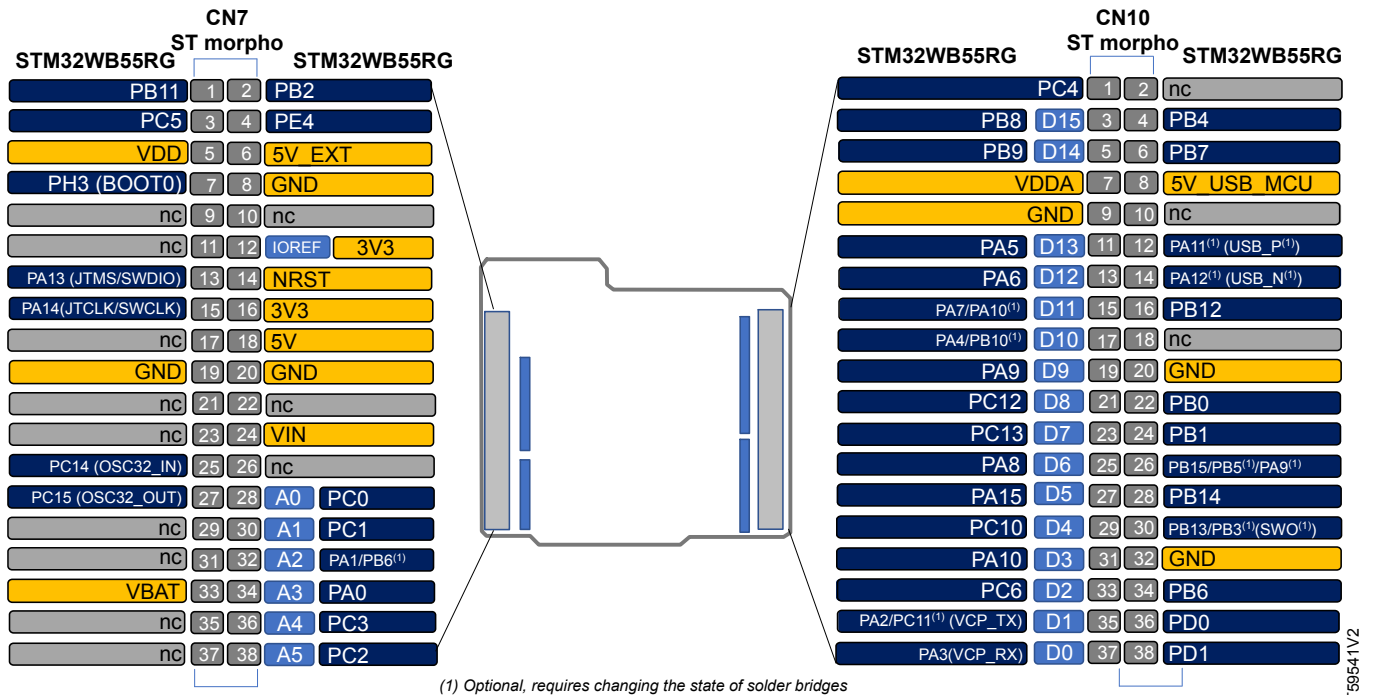 CN7
ST morpho
STM32WB55RG STM32WB55RG
PB11 1 2 PB2
PC5 3 4 PE4
VDD 5 6 5V_EXT
PH3 (BOOT0) 7 8 GND
nc 9 10 nc
nc 11 12 IOREF 3V3
PA13 (JTMS/SWDIO) 13 14 NRST
PA14(JTCLK/SWCLK) 15 16 3V3
nc 17 18 5V
GND 19 20 GND
nc 21 22 nc
nc 23 24 VIN
PC14 (OSC32_IN) 25 26 nc
PC15 (OSC32_OUT) 27 28 A0 PC0
nc 29 30 A1 PC1
nc 31 32 A2 PA1/PB6(1)
VBAT 33 34 A3 PA0
nc 35 36 A4 PC3
nc 37 38 A5 PC2
CN10
ST morpho
STM32WB55RG STM32WB55RG
PC4 1 2 nc
PB8 D15 3 4 PB4
PB9 D14 5 6 PB7
VDDA 7 8 5V_USB_MCU
GND 9 10 nc
PA5 D13 11 12 PA11(1) (USB_P(1))
PA6 D12 13 14 PA12(1) (USB_N(1))
PA7/PA10(1) D11 15 16 PB12
PA4/PB10(1) D10 17 18 nc
PA9 D9 19 20 GND
PC12 D8 21 22 PB0
PC13 D7 23 24 PB1
PA8 D6 25 26 PB15/PB5(1)/PA9(1)
PA15 D5 27 28 PB14
PC10 D4 29 30 PB13/PB3(1)(SWO(1))
PA10 D3 31 32 GND
PC6 D2 33 34 PB6
PA2/PC11(1) (VCP_TX) D1 35 36 PD0
PA3(VCP_RX) D0 37 38 PD1
(1) Optional, requires changing the state of solder bridges